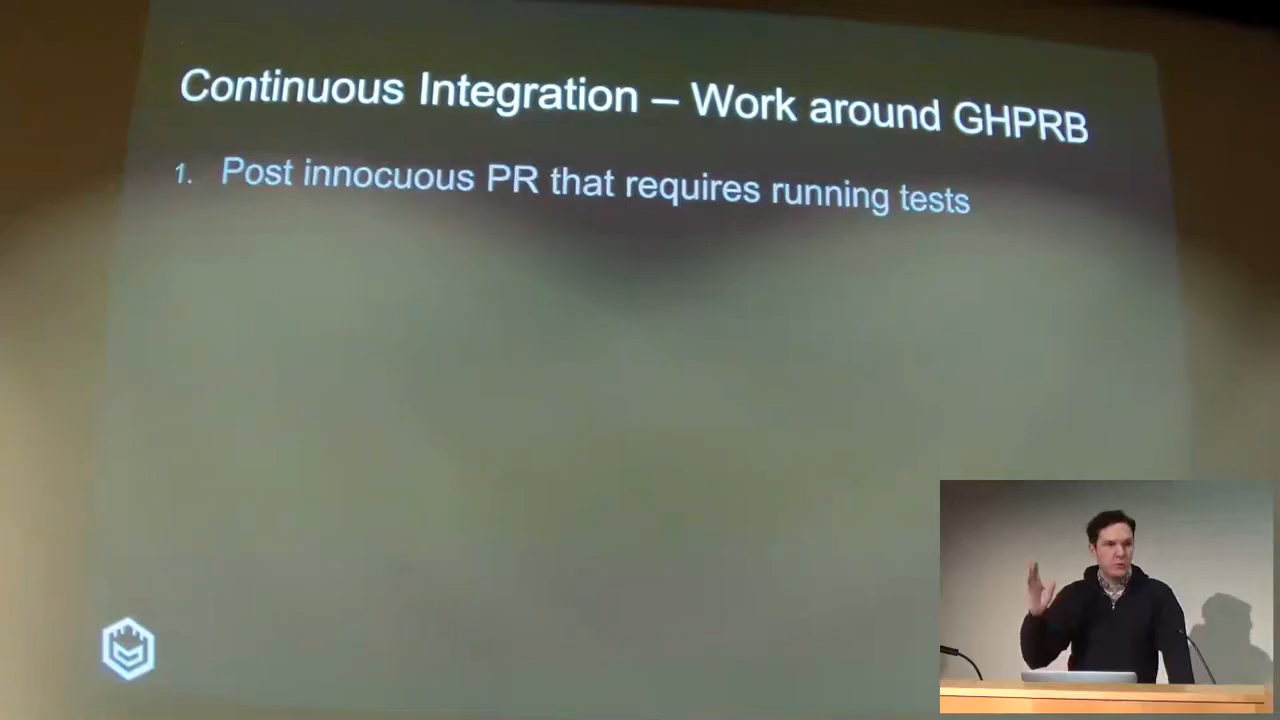 Continuous Integration – Work around GHPRB
1. Post innocuous PR that requires running tests